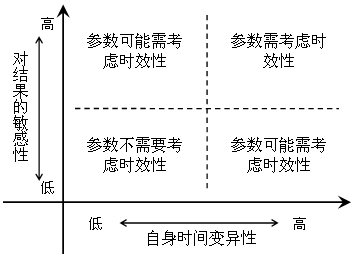 高
参数可能需考
虑时效性
参数需考虑时
效性
对结果的敏感性
参数不需要考
虑时效性
参数可能需考
虑时效性
低
低
高
自身时间变异性